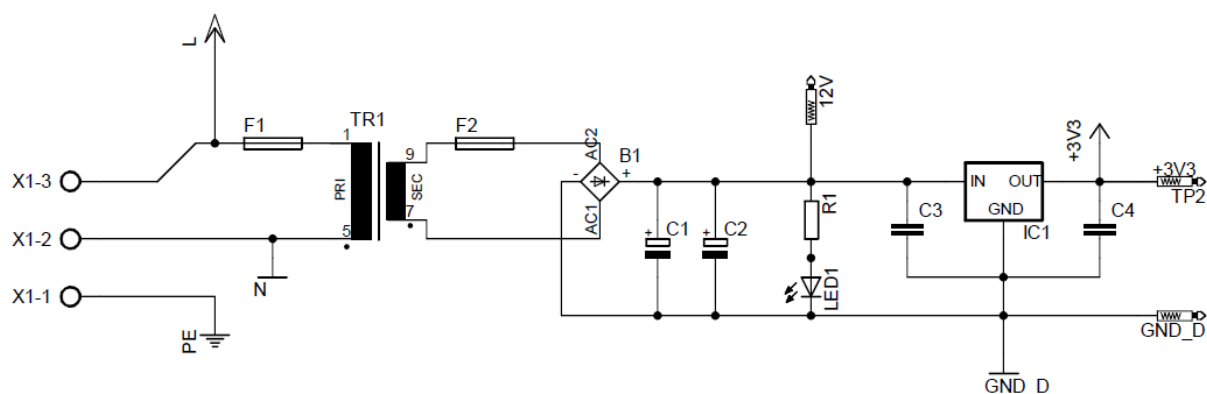 L
12V
F1
TR1
F2
AC2
B1
+3V3
1
9
X1-3
PRI
SEC
-
+
IN
OUT
+3V3
TP2
GND
R1
C3
IC1
C4
5
7
AC1
+
C1
+
C2
X1-2
LED1
N
X1-1
PE
GND_D
GND_D